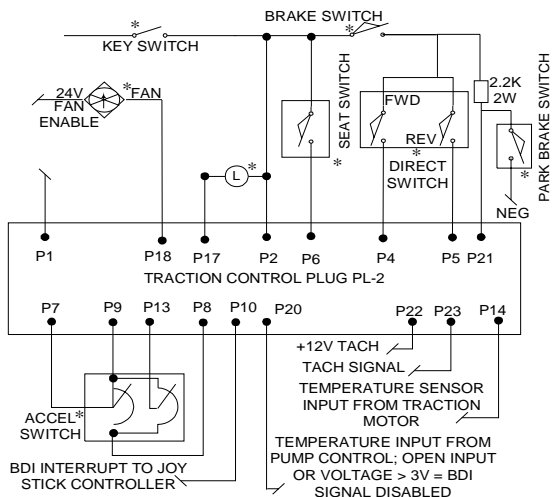 BRAKE SWITCH
*
*
KEY SWITCH
24V
FAN
ENABLE
*FAN
L
*
SEAT SWITCH
*
FWD
REV
*
DIRECT
SWITCH
2.2K
2W
PARK BRAKE SWITCH
*
NEG
P1
P18
P17
P2
P6
P4
P5
P21
TRACTION CONTROL PLUG PL-2
P7
P9
P13
P8
P10
P20
P22
P23
P14
+12V TACH
TACH SIGNAL
TEMPERATURE SENSOR
INPUT FROM TRACTION
MOTOR
ACCEL*
SWITCH
BDI INTERRUPT TO JOY
STICK CONTROLLER
TEMPERATURE INPUT FROM
PUMP CONTROL; OPEN INPUT
OR VOLTAGE > 3V = BDI
SIGNAL DISABLED